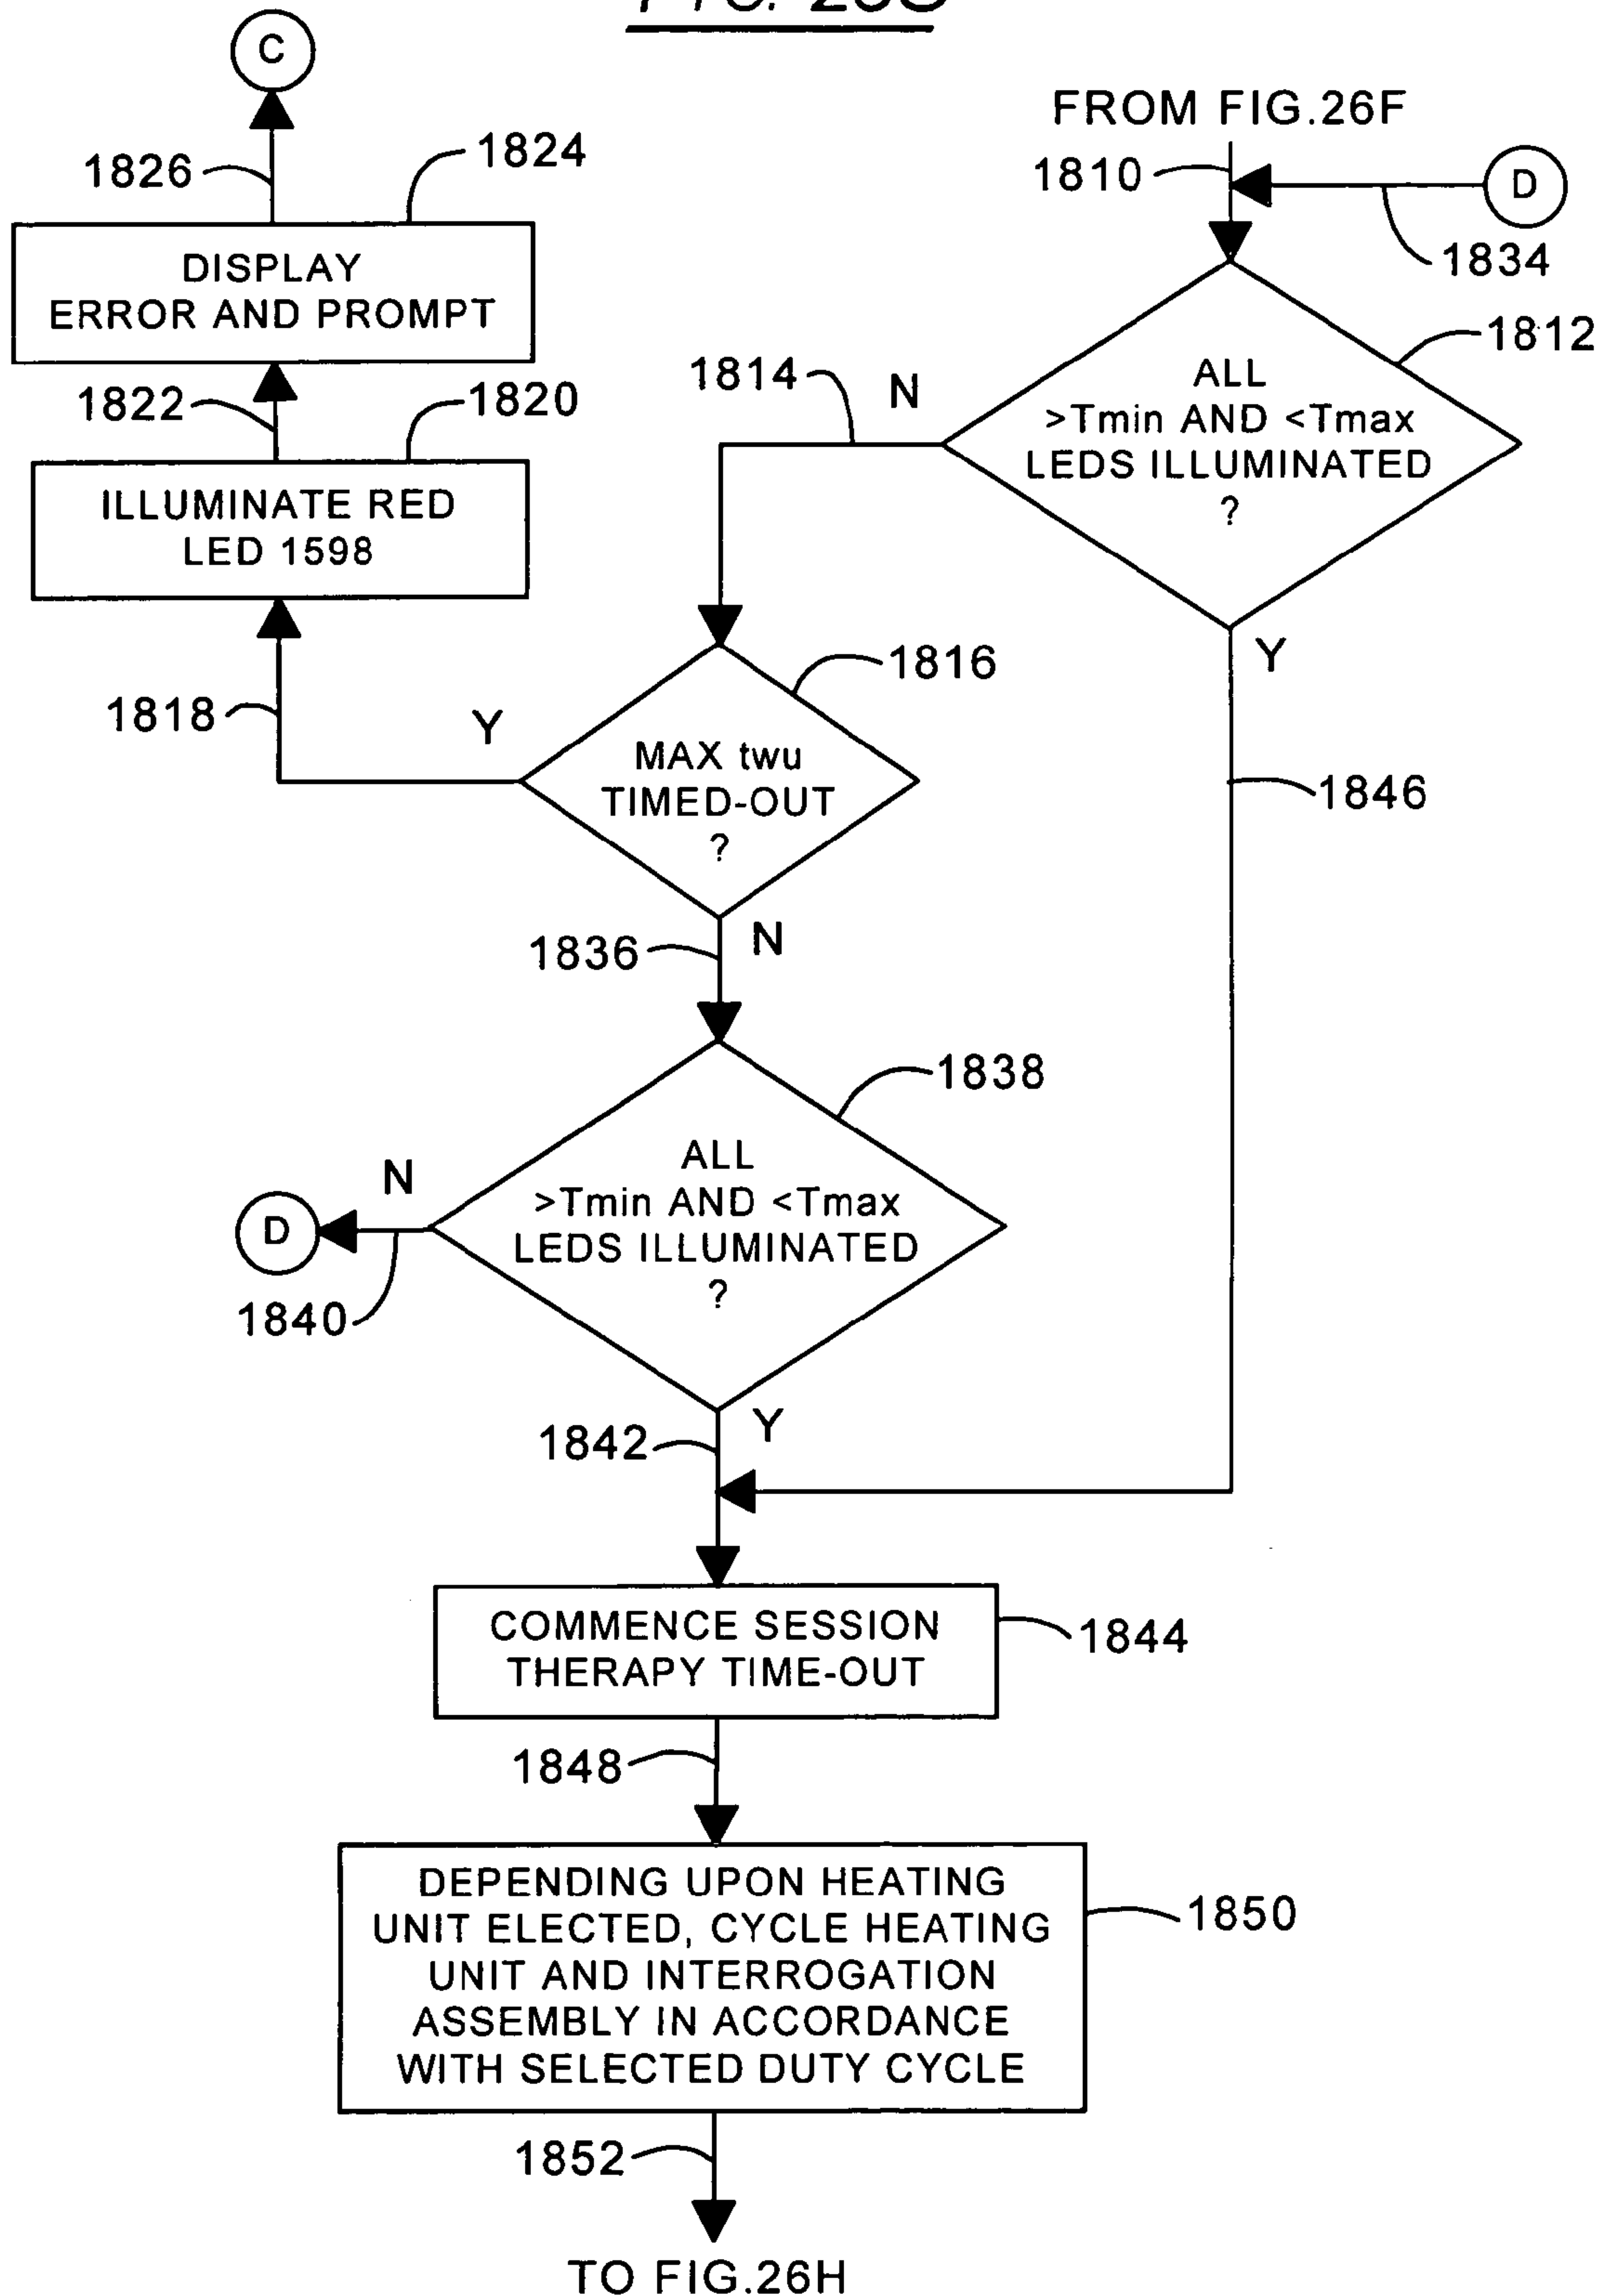 FIG. 26G
C
FROM FIG.26F
1826
1824
1810
D
1834
DISPLAY
ERROR AND PROMPT
1812
1822
1820
1814
N
ALL
>Tmin AND <Tmax
LEDS ILLUMINATED
?
ILLUMINATE RED
LED 1598
Y
1816
1818
Y
MAX twu
TIMED-OUT
?
1846
1836
N
1838
ALL
>Tmin AND <Tmax
LEDS ILLUMINATED
?
N
D
1840
1842
Y
COMMENCE SESSION
THERAPY TIME-OUT
1844
1848
DEPENDING UPON HEATING
UNIT ELECTED, CYCLE HEATING
UNIT AND INTERROGATION
ASSEMBLY IN ACCORDANCE
WITH SELECTED DUTY CYCLE
1850
1852
TO FIG.26H